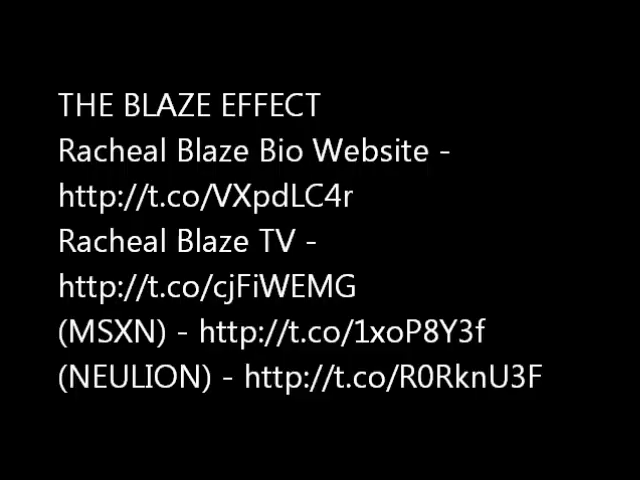 THE BLAZE EFFECT
Racheal Blaze Bio Website -
http://t.co/VXpdLC4r
Racheal Blaze TV -
http://t.co/cjFiWEMG
(MSXN) - http://t.co/1xoP8Y3f
(NEULION) - http://t.co/R0RknU3F